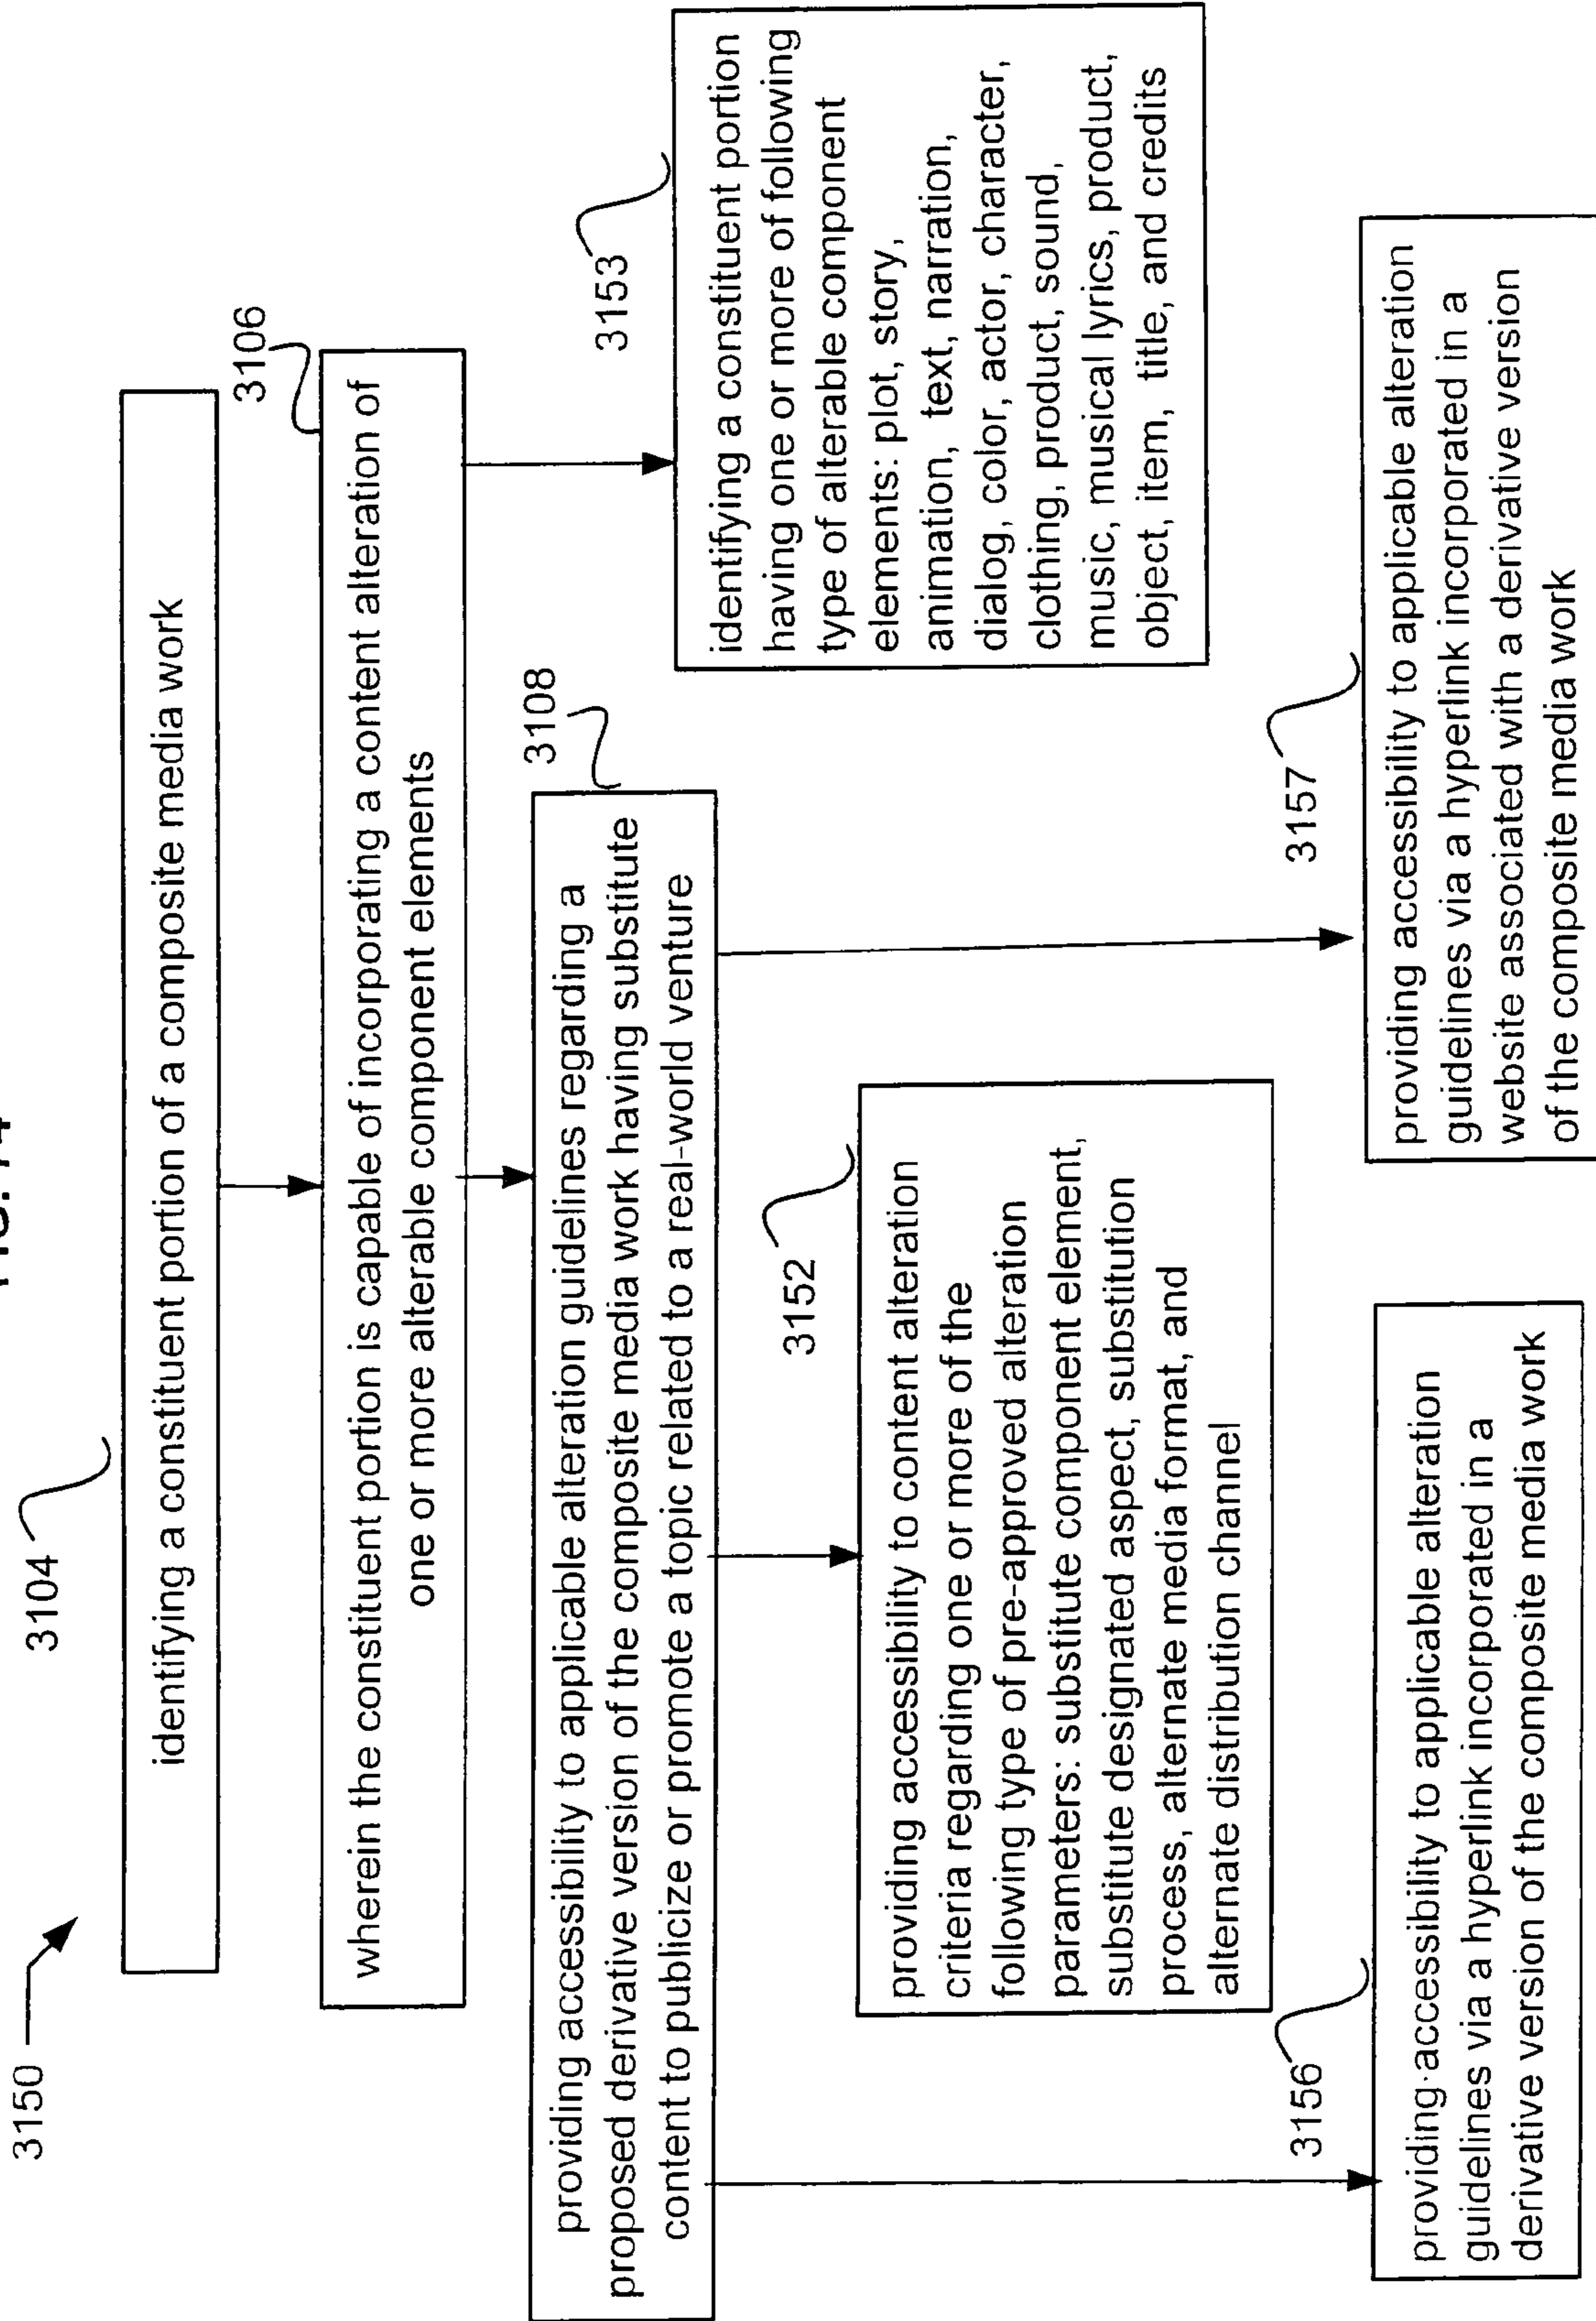 FIG. 74
3150
3104
identifying a constituent portion of a composite media work
3106
wherein the constituent portion is capable of incorporating a content alteration of
one or more alterable component elements
3108
providing accessibility to applicable alteration guidelines regarding a
proposed derivative version of the composite media work having substitute
content to publicize or promote a topic related to a real-world venture
3153
identifying a constituent portion
having one or more of following
type of alterable component
elements: plot, story,
animation, text, narration,
dialog, color, actor, character,
clothing, product, sound,
music, musical lyrics, product,
object, item, title, and credits
3152
providing accessibility to content alteration
criteria regarding one or more of the
following type of pre-approved alteration
parameters: substitute component element,
substitute designated aspect, substitution
process, alternate media format, and
alternate distribution channel
3156
providing accessibility to applicable alteration
guidelines via a hyperlink incorporated in a
derivative version of the composite media work
3157
providing accessibility to applicable alteration
guidelines via a hyperlink incorporated in a
website associated with a derivative version
of the composite media work